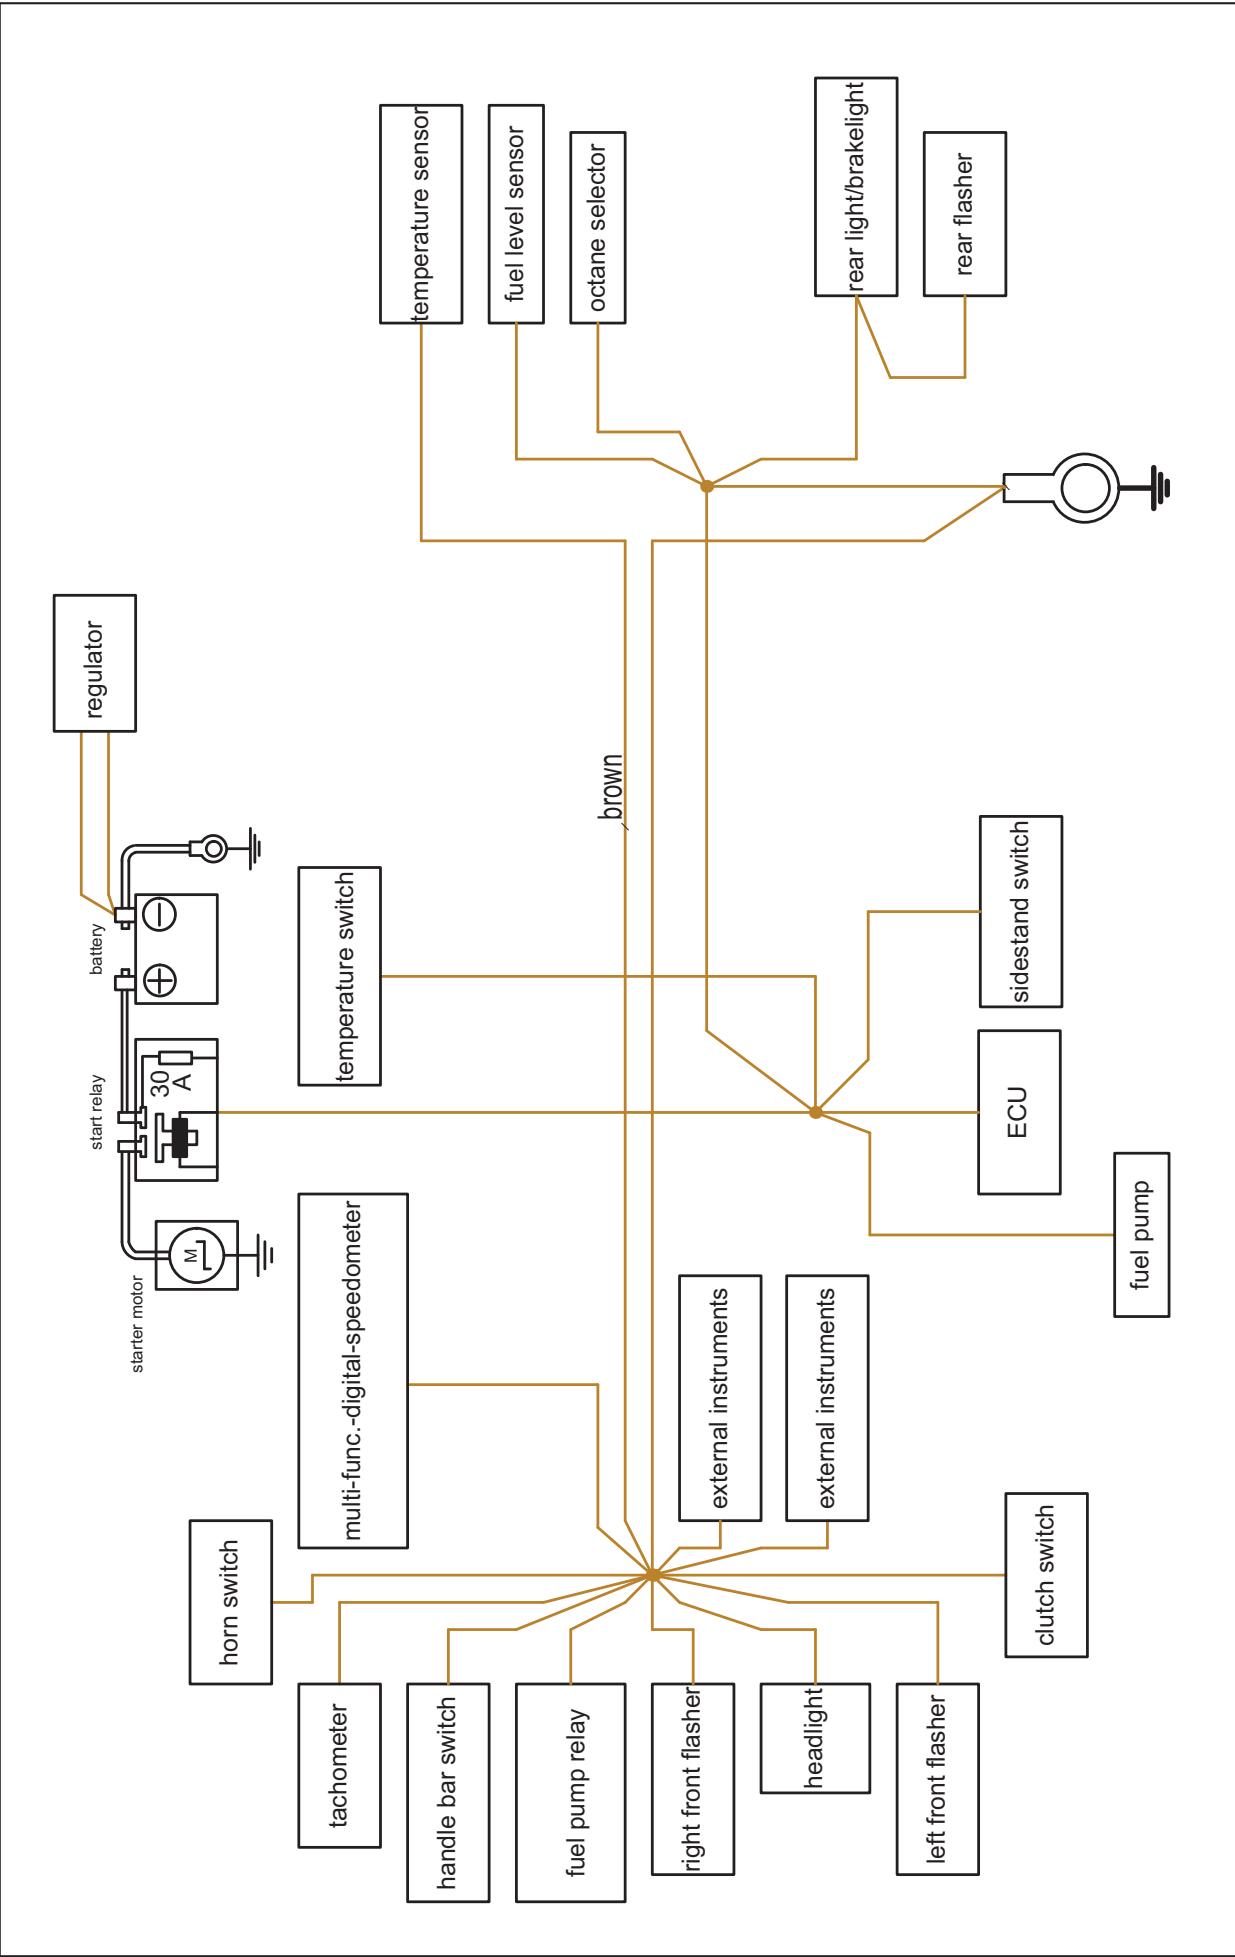 temperature sensor
fuel level sensor
octane selector
rear light/brakelight
rear flasher
regulator
brown
battery
temperature switch
sidestand switch
start relay
30
A
ECU
fuel pump
starter motor
M
multi-func.-digital-speedometer
external instruments
external instruments
clutch switch
horn switch
tachometer
handle bar switch
fuel pump relay
right front flasher
headlight
left front flasher